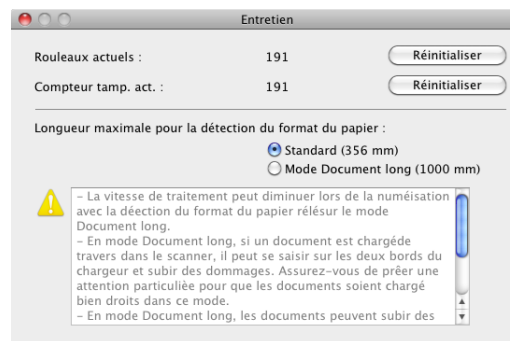 Entretien
Rouleaux actuels : 191 Réinitialiser
Compteur tamp. act. : 191 Réinitialiser
Longueur maximale pour la détection du format du papier :
Standard (356 mm)
Mode Document long (1000 mm)
- La vitesse de traitement peut diminuer lors de la numéisation
avec la déection du format du papier rélésur le mode
Document long.
- En mode Document long, si un document est chargéde
travers dans le scanner, il peut se saisir sur les deux bords du
chargeur et subir des dommages. Assurez-vous de prêer une
attention particulièe pour que les documents soient chargé
bien droits dans ce mode.
- En mode Document long, les documents peuvent subir des